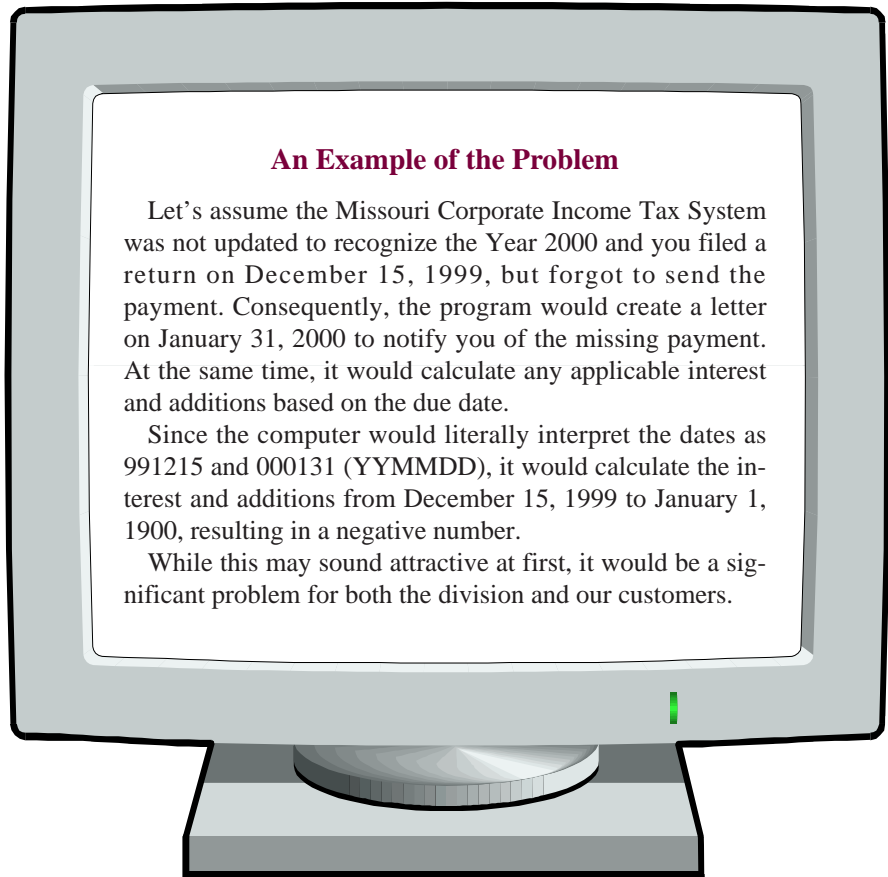 An Example of the Problem
Let’s assume the Missouri Corporate Income Tax System
was not updated to recognize the Year 2000 and you filed a
return on December 15, 1999, but forgot to send the
payment. Consequently, the program would create a letter
on January 31, 2000 to notify you of the missing payment.
At the same time, it would calculate any applicable interest
and additions based on the due date.
Since the computer would literally interpret the dates as
991215 and 000131 (YYMMDD), it would calculate the in-
terest and additions from December 15, 1999 to January 1,
1900, resulting in a negative number.
While this may sound attractive at first, it would be a sig-
nificant problem for both the division and our customers.